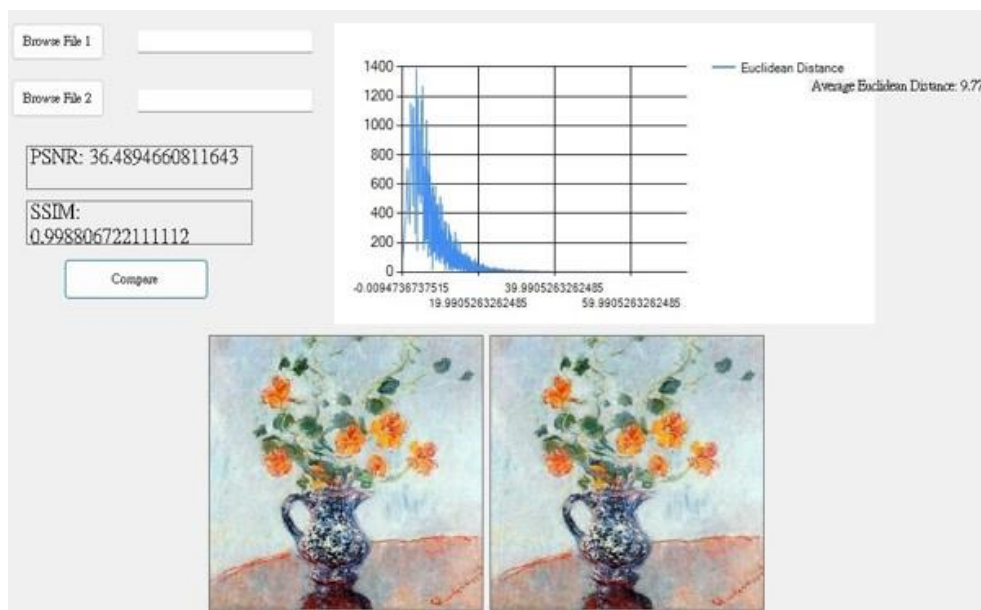 Browse File 1
Browse File 2
PSNR: 36.4894660811643
SSIM:
0.998806722111112
Compare
1400
1200
1000
800
600
400
200
0
-0.0094736737515
39.9905263262485
19.9905263262485
59.9905263262485
Euclidean Distance
Average Euclidean Distance: 9.77